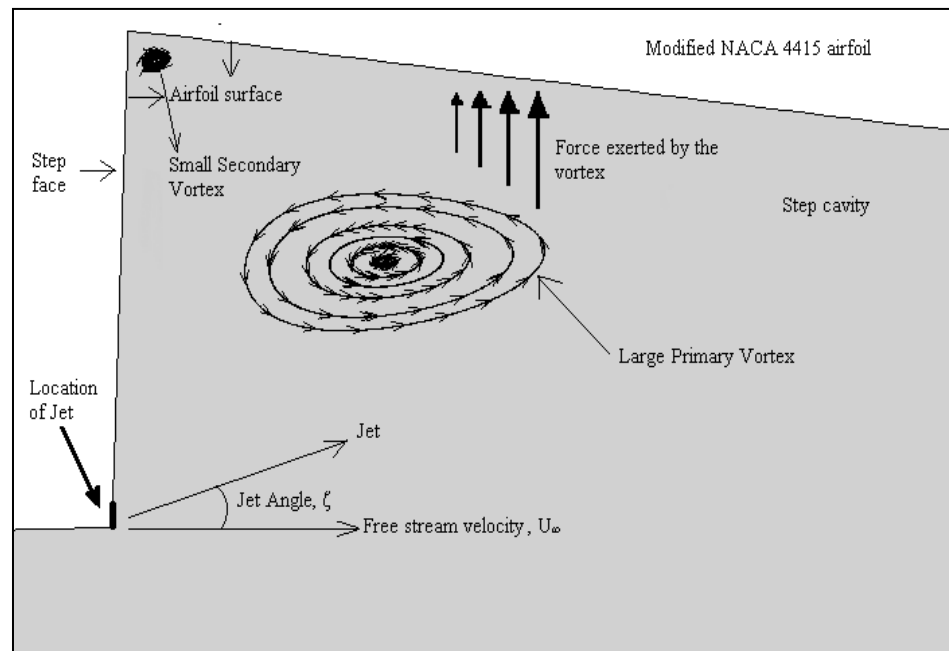 Modified NACA 4415 airfoil
Airfoil surface
Step
face
Small Secondary
Vortex
Force exerted by the
vortex
Step cavity
Large Primary Vortex
Location
of Jet
Jet
Jet Angle, ζ
Free stream velocity, U∞